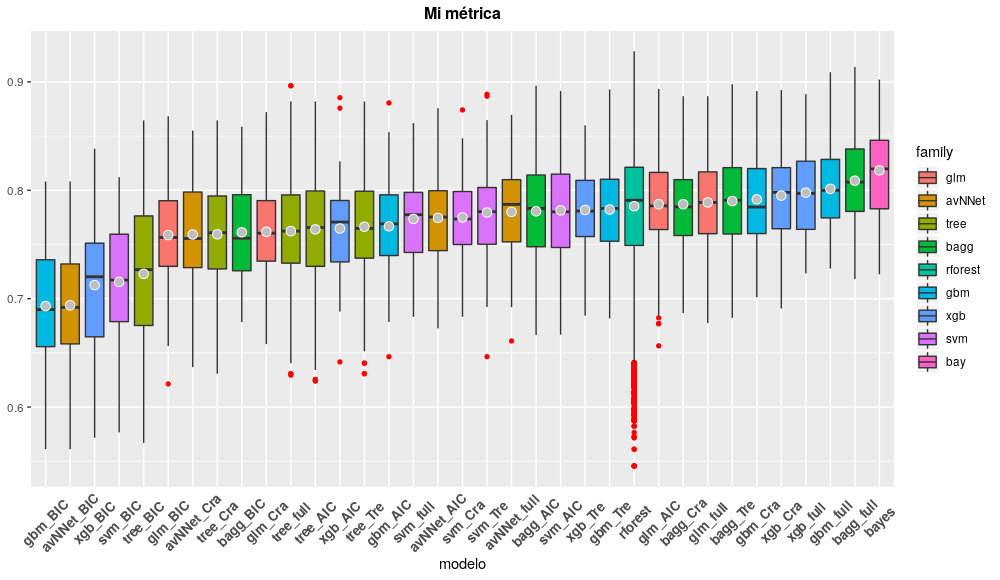 Mi métrica
0.9
0.8
0.7
0.6
gbm_BIC
avNNet_BIC
xgb_BIC
svm_BIC
tree_BIC
glm_BIC
avNNet_Cra
tree_Cra
bagg_BIC
glm_Cra
tree_full
tree_AIC
xgb_AIC
tree_Tre
gbm_AIC
svm_full
avNNet_AIC
svm_Cra
svm_Tre
avNNet_full
bagg_AIC
svm_AIC
xgb_Tre
gbm_Tre
rforest
glm_AIC
bagg_Cra
glm_full
bagg_Tre
gbm_Cra
xgb_Cra
xgb_full
gbm_full
bagg_full
bayes
modelo
family
glm
avNNet
tree
bagg
rforest
gbm
xgb
svm
bay